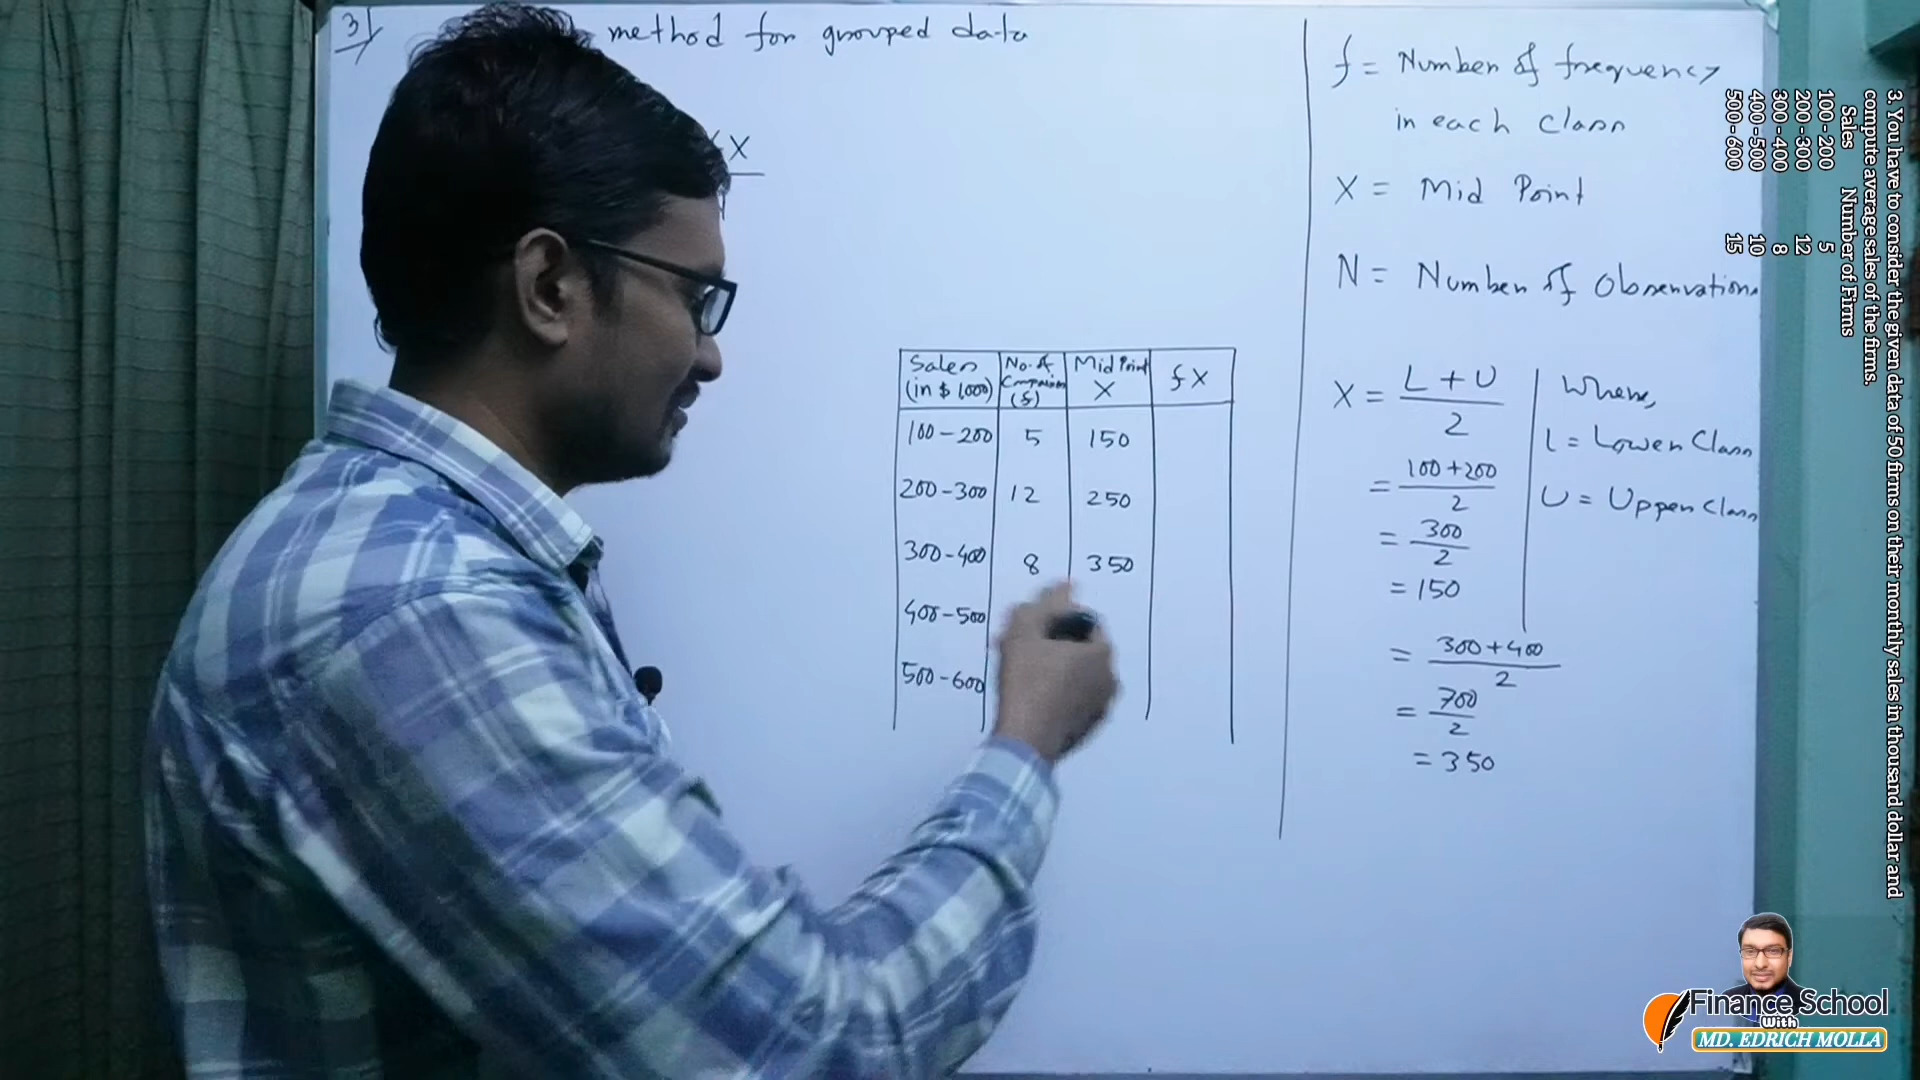 3)
method for grouped data
X
Sales (in $ 1,000)
No. of Companies (f)
Mid Point X
f X
100-200 5 150
200-300 12 250
300-400 8 350
400-500
500-600
f = Number of frequency
in each Class
X = Mid Point
N = Number of Observations
X = L + U / 2
= 100+200 / 2
= 300 / 2
= 150
Where,
L = Lower Class
U = Upper Class
= 300+400 / 2
= 700 / 2
= 350
3. You have to consider the given data of 50 firms on their monthly sales in thousand dollar and
compute average sales of the firms.
Sales Number of Firms
100-200 5
200-300 12
300-400 8
400-500 10
500-600 15
Finance School
With
MD. EDRICH MOLLA